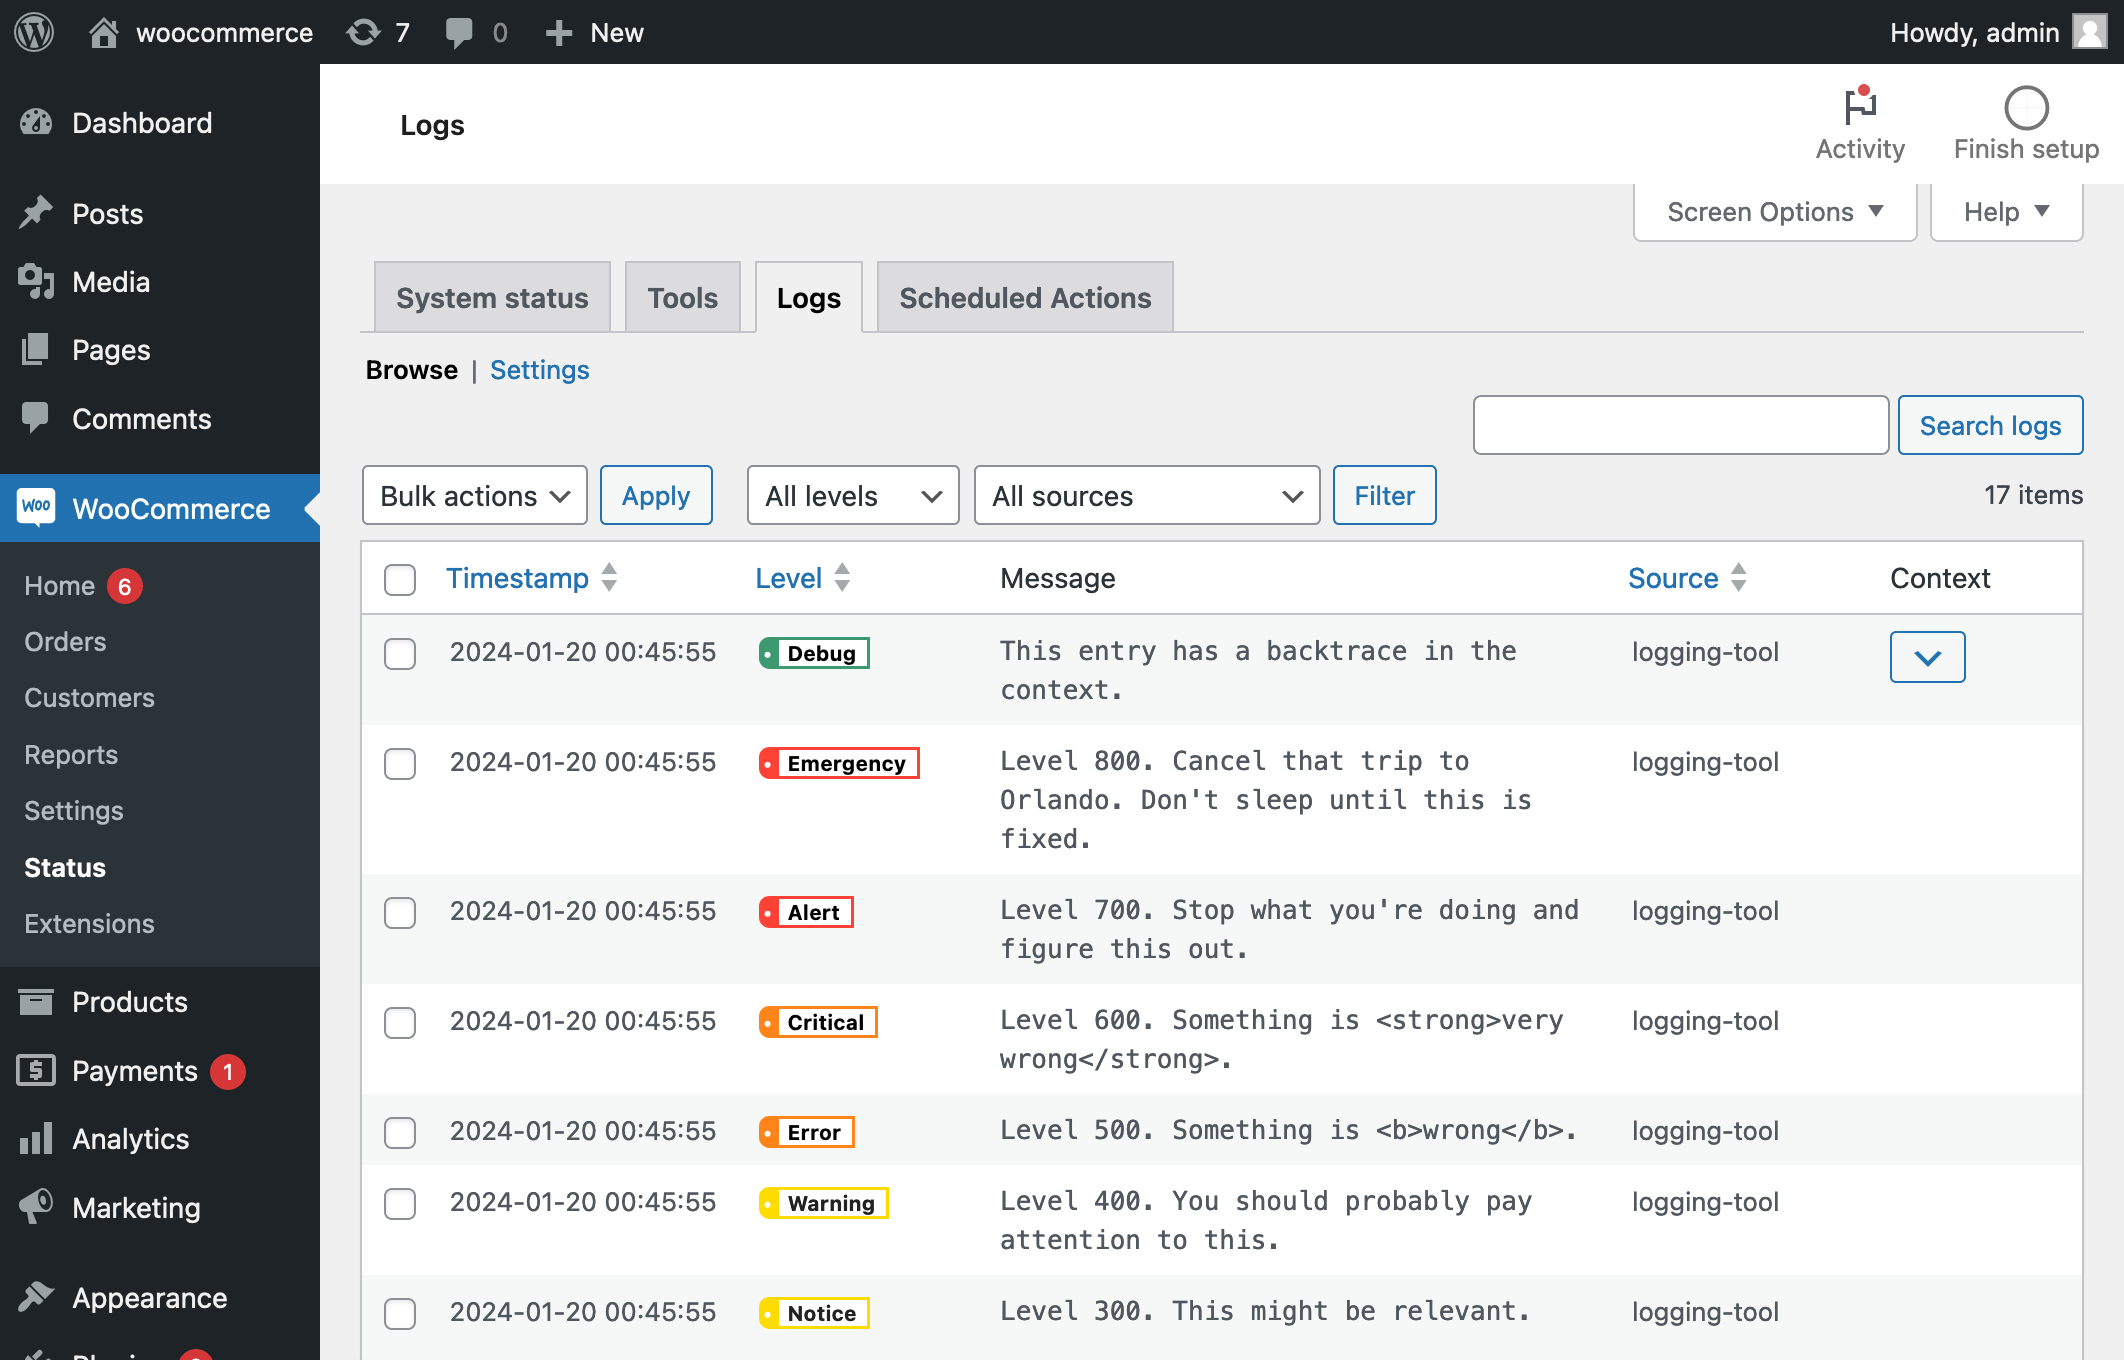 woocommerce 7 0 New Howdy, admin
Dashboard
Posts
Media
Pages
Comments
Woo WooCommerce
Home 6
Orders
Customers
Reports
Settings
Status
Extensions
Products
Payments 1
Analytics
Marketing
Appearance
Logs
Activity
Finish setup
Screen Options
Help
System status
Tools
Logs
Scheduled Actions
Browse | Settings
Search logs
Bulk actions
Apply
All levels
All sources
Filter
17 items
Timestamp Level Message Source Context
2024-01-20 00:45:55 Debug This entry has a backtrace in the logging-tool
context.
2024-01-20 00:45:55 Emergency Level 800. Cancel that trip to logging-tool
Orlando. Don't sleep until this is
fixed.
2024-01-20 00:45:55 Alert Level 700. Stop what you're doing and logging-tool
figure this out.
2024-01-20 00:45:55 Critical Level 600. Something is <strong>very logging-tool
wrong</strong>.
2024-01-20 00:45:55 Error Level 500. Something is <b>wrong</b>. logging-tool
2024-01-20 00:45:55 Warning Level 400. You should probably pay logging-tool
attention to this.
2024-01-20 00:45:55 Notice Level 300. This might be relevant. logging-tool